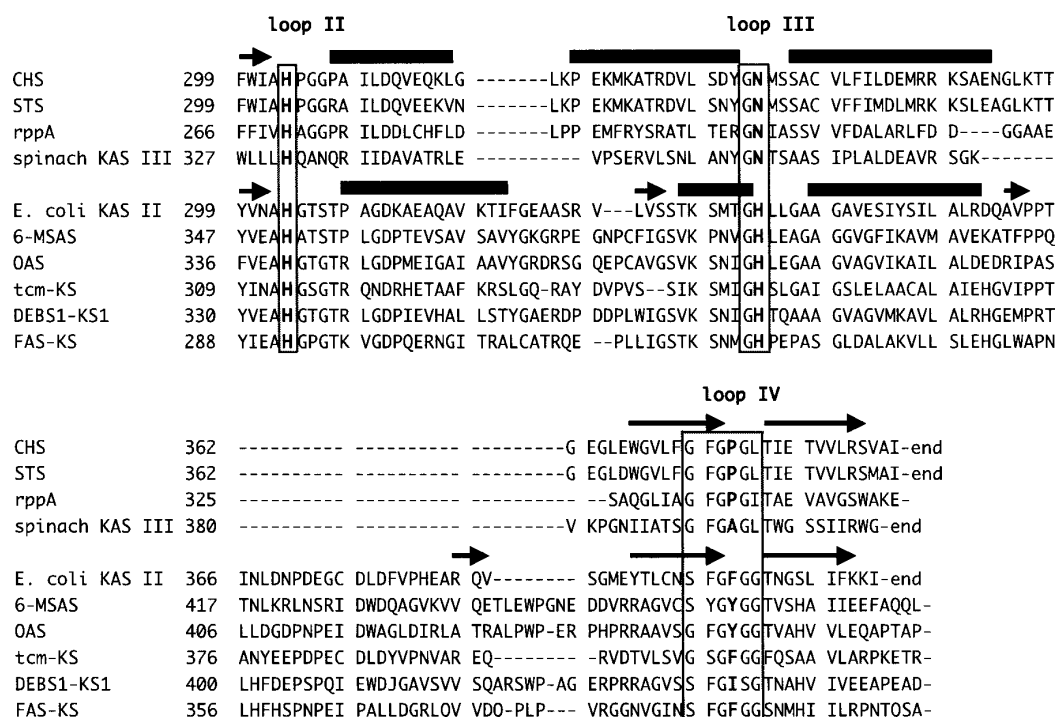 loop II loop III
CHS 299 FWIAHPGGPA ILDQVEQKLG --------LKP EKMKATRDVL SDYGNMSSAC VLFILDEMRR KSAENGLKTT
STS 299 FWIAHPGGRA ILDQVEEKVN --------LKP EKMKATRDVL SNYGNMSSAC VFFIMDLMRK KSLEAGLKTT
rppA 266 FFIVHAGGPR ILDDLCHFLD --------LPP EMFRYSRATL TERGNIASSV VFDALARLFD D----GGAAE
spinach KAS III 327 WLLLHQANQR IIDAVATRLE --------VPSERVLSNL ANYGNTSAAS IPLALDEAVR SGK-------
E. coli KAS II 299 YVNAHGTSTP AGDKAEAQAV KTIFGEAASR V---LVSSTK SMTGHLLGAA GAVESIYSIL ALRDQAVPPT
6-MSAS 347 YVEAHATSTP LGDPTEVSAV SAVYGKGRPE GNPCFIGSVK PNVGHLEAGA GGVGFIKAVM AVEKATFPPQ
OAS 336 FVEAHGTGTR LGDPMEIGAI AAVYGRDRSG QEPCAVGSVK SNIGHLEGAA GVAGVIKAIL ALDEDRIPAS
tcm-KS 309 YINAHGSGTR QNDRHETAAF KRSLGQ-RAY DVPVS--SIK SMIGHSLGAI GSLELAACAL AIEHGVIPPT
DEBS1-KS1 330 YVEAHGTGTR LGDPIEVHAL LSTYGAERDP DDPLWIGSVK SNIGHTQAAA GVAGVMKAVL ALRHGEMPRT
FAS-KS 288 YIEAHGPGTK VGDPQERNGI TRALCATRQE --PLLIGSTK SNMGHPEPAS GLDALAKVLL SLEHGLWAPN
loop IV
CHS 362 ---------- ---------- ---------G EGLEWGVLFG FGPGLTIE TVVLRSVAI-end
STS 362 ---------- ---------- ---------G EGLDWGVLFG FGPGLTIE TVVLRSMAI-end
rppA 325 ---------- ---------- ---------- --SAQGLIAG FGPGITAE VAVGSWAKE-
spinach KAS III 380 ---------- ---------- ---------V KPGNIIATSG FGAGLTWG SSIIRWG-end
E. coli KAS II 366 INLDNPDEGC DLDFVPHEAR QV-------- SGMEYTLCNS FGFGGTNGSLI IFKKI-end
6-MSAS 417 TNLKRLNSRI DWDQAGVKVV QETLEWPGNE DDVRRAGVCS YGYGGTVSHA IIEEFAQQL-
OAS 406 LLLDGDPNPEI DWAGLDIRLA TRALPWP-ER PHPRRAAVSG FGYGGTVAHV VLEQAPTAP-
tcm-KS 376 ANYEEPDPEC DLDYVPNVAR EQ-------- RVDTVLSVG SGFGGFQSAA VLARPKETR-
DEBS1-KS1 400 LHFDEPSPQI EWDJGAVSVV SQARSWP-AG ERPRRAGVSS FGISGTNAHV IVEEAPEAD-
FAS-KS 356 LHFHSPNPEI PALLDGRLQV VDQ-PLP--- VRGGNVGINS FGFGGSNMHI ILRPNTQSA-